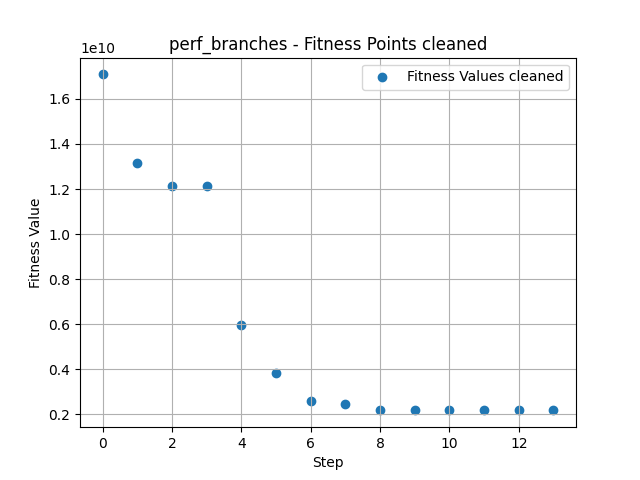 perf_branches - Fitness Points cleaned
1e10
Fitness Values cleaned
1.6
1.4
1.2
1.0
0.8
0.6
0.4
0.2
Fitness Value
0 2 4 6 8 10 12
Step